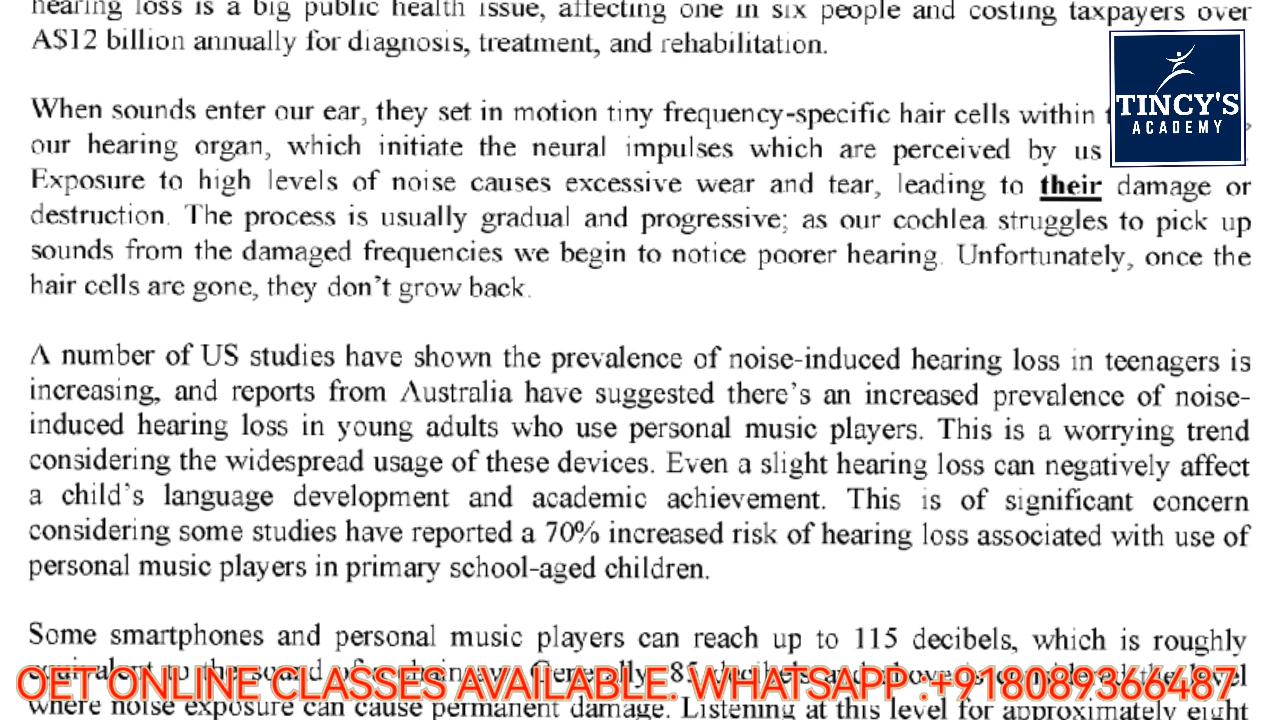 hearing loss is a big public health issue, affecting one in six people and costing taxpayers over
A$12 billion annually for diagnosis, treatment, and rehabilitation.
When sounds enter our ear, they set in motion tiny frequency-specific hair cells within
our hearing organ, which initiate the neural impulses which are perceived by us
Exposure to high levels of noise causes excessive wear and tear, leading to their damage or
destruction. The process is usually gradual and progressive; as our cochlea struggles to pick up
sounds from the damaged frequencies we begin to notice poorer hearing. Unfortunately, once the
hair cells are gone, they don't grow back.
A number of US studies have shown the prevalence of noise-induced hearing loss in teenagers is
increasing, and reports from Australia have suggested there's an increased prevalence of noise-
induced hearing loss in young adults who use personal music players. This is a worrying trend
considering the widespread usage of these devices. Even a slight hearing loss can negatively affect
a child's language development and academic achievement. This is of significant concern
considering some studies have reported a 70% increased risk of hearing loss associated with use of
personal music players in primary school-aged children.
Some smartphones and personal music players can reach up to 115 decibels, which is roughly
where noise exposure can cause permanent damage. Listening at this level for approximately eight
TINCY'S
ACADEMY
OET ONLINE CLASSES AVAILABLE. WHATSAPP :+918089366487